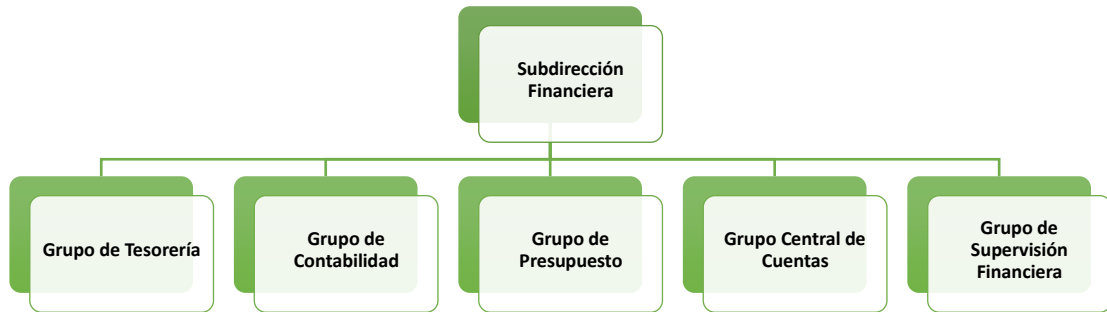 Subdirección
Financiera
Grupo de Tesorería
Grupo de
Contabilidad
Grupo de
Presupuesto
Grupo Central de
Cuentas
Grupo de
Supervisión
Financiera